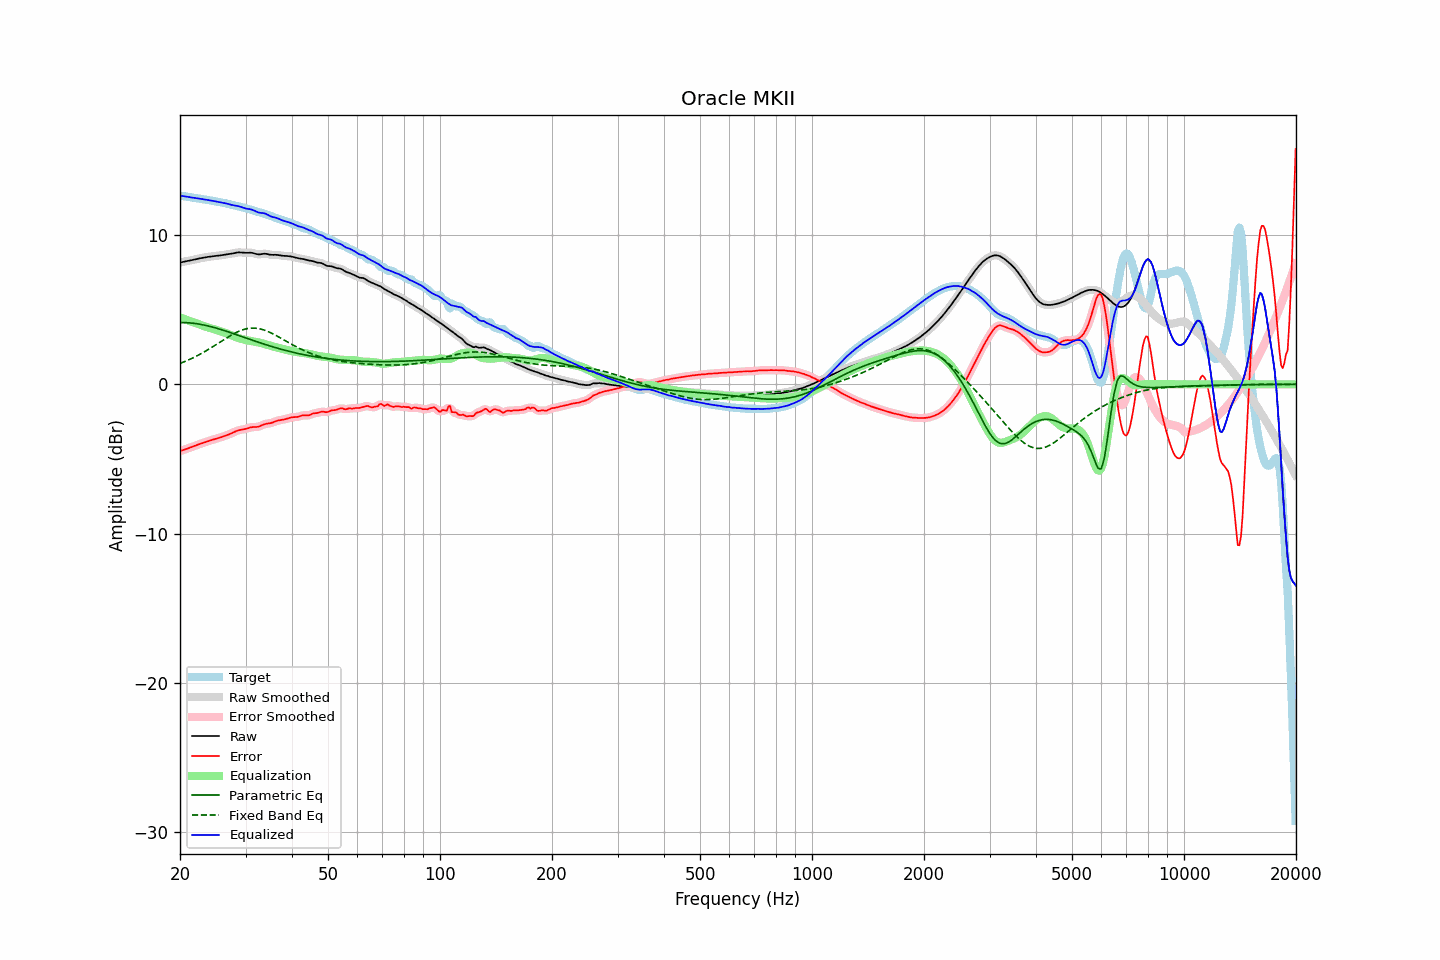 Oracle MKII
10
0
−10
−20
−30
Amplitude (dBr)
Target
Raw Smoothed
Error Smoothed
Raw
Error
Equalization
Parametric Eq
Fixed Band Eq
Equalized
20 50 100 200 500 1000 2000 5000 10000 20000
Frequency (Hz)